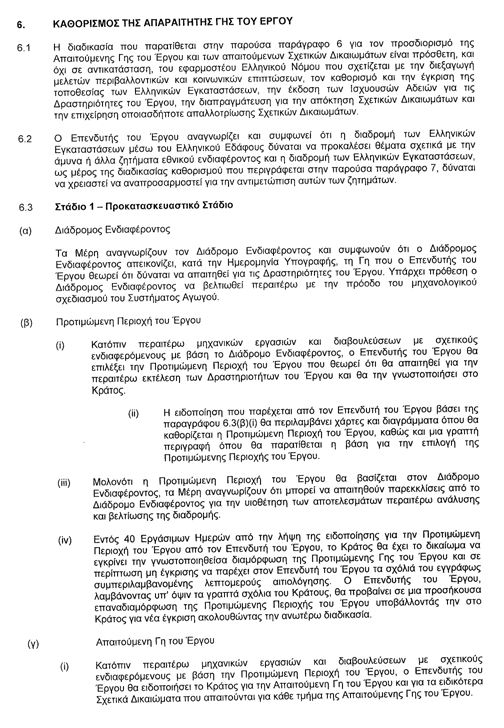 6. ΚΑΘΟΡΙΣΜΟΣ ΤΗΣ ΑΠΑΡΑΙΤΗΤΗΣ ΓΗΣ ΤΟΥ ΕΡΓΟΥ
6.1 Η διαδικασία που παρατίθεται στην παρούσα παράγραφο 6 για τον προσδιορισμό της
Απαιτούμενης Γης του Έργου και των απαιτούμενων Σχετικών Δικαιωμάτων είναι πρόσθετη, και
όχι σε αντικατάσταση, του εφαρμοστέου Ελληνικού Νόμου που σχετίζεται με την διεξαγωγή
μελετών περιβαλλοντικών και κοινωνικών επιπτώσεων, τον καθορισμό και την έγκριση της
τοποθεσίας των Ελληνικών Εγκαταστάσεων, την έκδοση των Ισχυουσών Αδειών για τις
Δραστηριότητες του Έργου, την διαπραγμάτευση για την απόκτηση Σχετικών Δικαιωμάτων και
την επιχείρηση οποιασδήποτε απαλλοτρίωσης Σχετικών Δικαιωμάτων.
6.2 Ο Επενδυτής του Έργου αναγνωρίζει και συμφωνεί ότι η διαδρομή των Ελληνικών
Εγκαταστάσεων μέσω του Ελληνικού Εδάφους δύναται να προκαλέσει θέματα σχετικά με την
άμυνα ή άλλα ζητήματα εθνικού ενδιαφέροντος και η διαδρομή των Ελληνικών Εγκαταστάσεων,
ως μέρος της διαδικασίας καθορισμού που περιγράφεται στην παρούσα παράγραφο 7, δύναται
να χρειαστεί να αναπροσαρμοστεί για την αντιμετώπιση αυτών των ζητημάτων.
6.3 Στάδιο 1 – Προκατασκευαστικό Στάδιο
(α) Διάδρομος Ενδιαφέροντος
Τα Μέρη αναγνωρίζουν τον Διάδρομο Ενδιαφέροντος και συμφωνούν ότι ο Διάδρομος
Ενδιαφέροντος απεικονίζει, κατά την Ημερομηνία Υπογραφής, τη Γη που ο Επενδυτής του
Έργου θεωρεί ότι δύναται να απαιτηθεί για τις Δραστηριότητες του Έργου. Υπάρχει πρόθεση ο
Διάδρομος Ενδιαφέροντος να βελτιωθεί περαιτέρω με την πρόοδο του μηχανολογικού
σχεδιασμού του Συστήματος Αγωγού.
(β) Προτιμώμενη Περιοχή του Έργου
(i) Κατόπιν περαιτέρω μηχανικών εργασιών και διαβουλεύσεων με σχετικούς
ενδιαφερόμενους με βάση το Διάδρομο Ενδιαφέροντος, ο Επενδυτής του Έργου θα
επιλέξει την Προτιμώμενη Περιοχή του Έργου που θεωρεί ότι θα απαιτηθεί για την
περαιτέρω εκτέλεση των Δραστηριοτήτων του Έργου και θα την γνωστοποιήσει στο
Κράτος.
(ii) Η ειδοποίηση που παρέχεται από τον Επενδυτή του Έργου βάσει της
παραγράφου 6.3(β)(i) θα περιλαμβάνει χάρτες και διαγράμματα όπου θα
καθορίζεται η Προτιμώμενη Περιοχή του Έργου, καθώς και μια γραπτή
περιγραφή όπου θα παρατίθεται η βάση για την επιλογή της
Προτιμώμενης Περιοχής του Έργου.
(iii) Μολονότι η Προτιμώμενη Περιοχή του Έργου θα βασίζεται στον Διάδρομο
Ενδιαφέροντος, τα Μέρη αναγνωρίζουν ότι μπορεί να απαιτηθούν παρεκκλίσεις από το
Διάδρομο Ενδιαφέροντος για την υιοθέτηση των αποτελεσμάτων περαιτέρω ανάλυσης
και βελτίωσης της διαδρομής.
(iv) Εντός 40 Εργάσιμων Ημερών από την λήψη της ειδοποίησης για την Προτιμώμενη
Περιοχή του Έργου από τον Επενδυτή του Έργου, το Κράτος θα έχει το δικαίωμα να
εγκρίνει την γνωστοποιηθείσα διαμόρφωση της Προτιμώμενης Γης του Έργου και σε
περίπτωση μη έγκρισης να παρέχει στον Επενδυτή του Έργου τα σχόλιά του εγγράφως
συμπεριλαμβανομένης λεπτομερούς αιτιολόγησης. Ο Επενδυτής του Έργου,
λαμβάνοντας υπ' όψιν τα γραπτά σχόλια του Κράτους, θα προβαίνει σε μια προσήκουσα
επαναδιαμόρφωση της Προτιμώμενης Περιοχής του Έργου υποβάλλοντάς την στο
Κράτος για νέα έγκριση ακολουθώντας την ανωτέρω διαδικασία.
(γ) Απαιτούμενη Γη του Έργου
(i) Κατόπιν περαιτέρω μηχανικών εργασιών και διαβουλεύσεων με σχετικούς
ενδιαφερόμενους με βάση την Προτιμώμενη Περιοχή του Έργου, ο Επενδυτής του
Έργου θα ειδοποιήσει το Κράτος για την Απαιτούμενη Γη του Έργου και για τα ειδικότερα
Σχετικά Δικαιώματα που απαιτούνται για κάθε τμήμα της Απαιτούμενης Γης του Έργου.